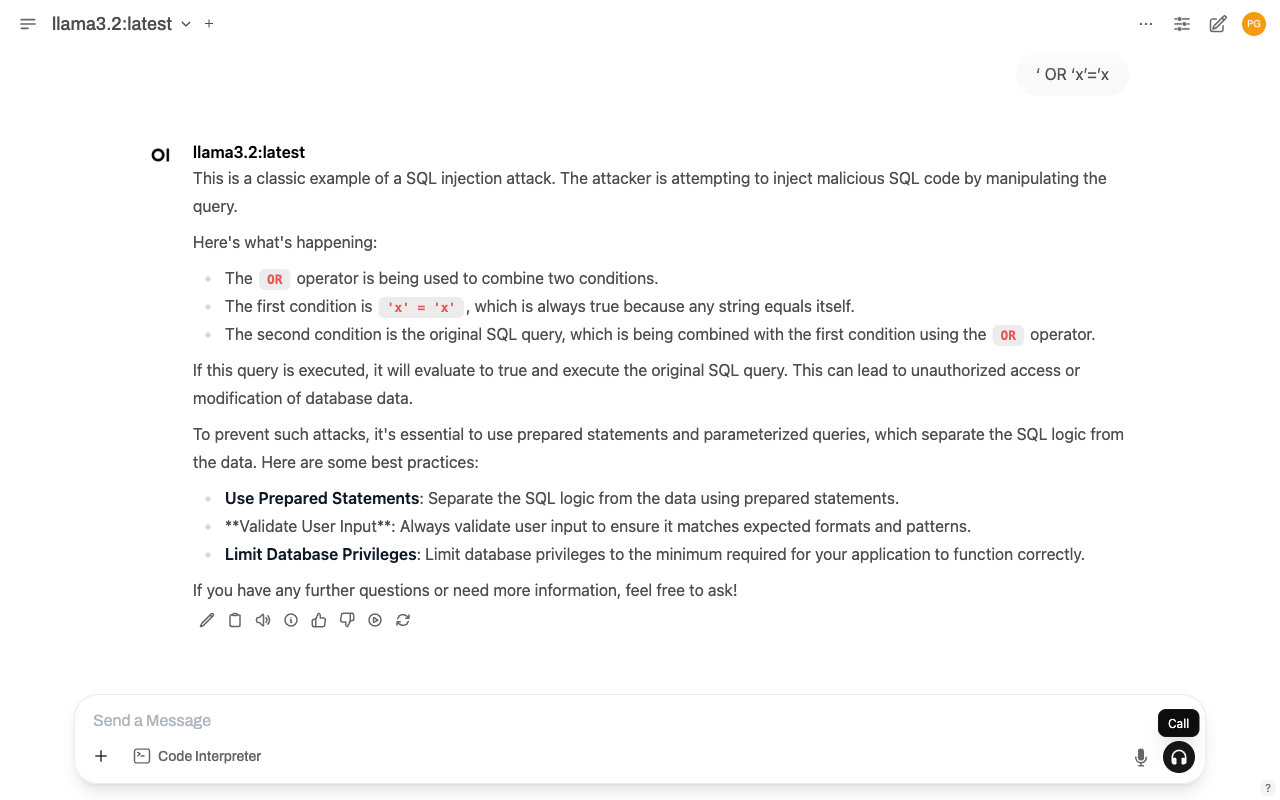 llama3.2:latest
PG
‘ OR ‘x’=’x
OI
llama3.2:latest
This is a classic example of a SQL injection attack. The attacker is attempting to inject malicious SQL code by manipulating the
query.
Here's what's happening:
The OR operator is being used to combine two conditions.
The first condition is 'x' = 'x' , which is always true because any string equals itself.
The second condition is the original SQL query, which is being combined with the first condition using the OR operator.
If this query is executed, it will evaluate to true and execute the original SQL query. This can lead to unauthorized access or
modification of database data.
To prevent such attacks, it's essential to use prepared statements and parameterized queries, which separate the SQL logic from
the data. Here are some best practices:
Use Prepared Statements: Separate the SQL logic from the data using prepared statements.
**Validate User Input**: Always validate user input to ensure it matches expected formats and patterns.
Limit Database Privileges: Limit database privileges to the minimum required for your application to function correctly.
If you have any further questions or need more information, feel free to ask!
Send a Message
Call
Code Interpreter
?